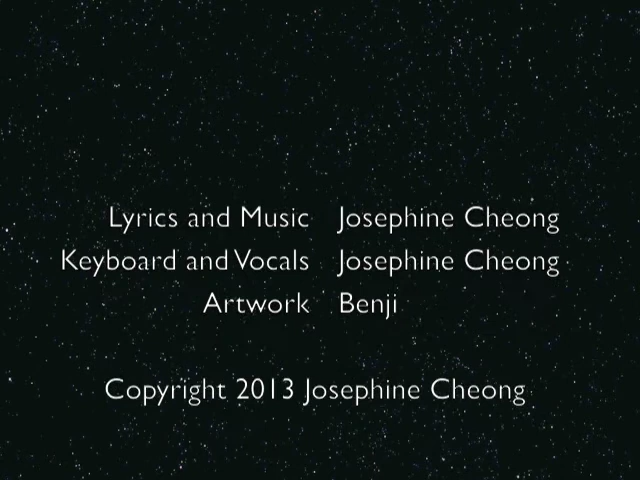 Lyrics and Music Josephine Cheong
Keyboard and Vocals Josephine Cheong
Artwork Benji
Copyright 2013 Josephine Cheong